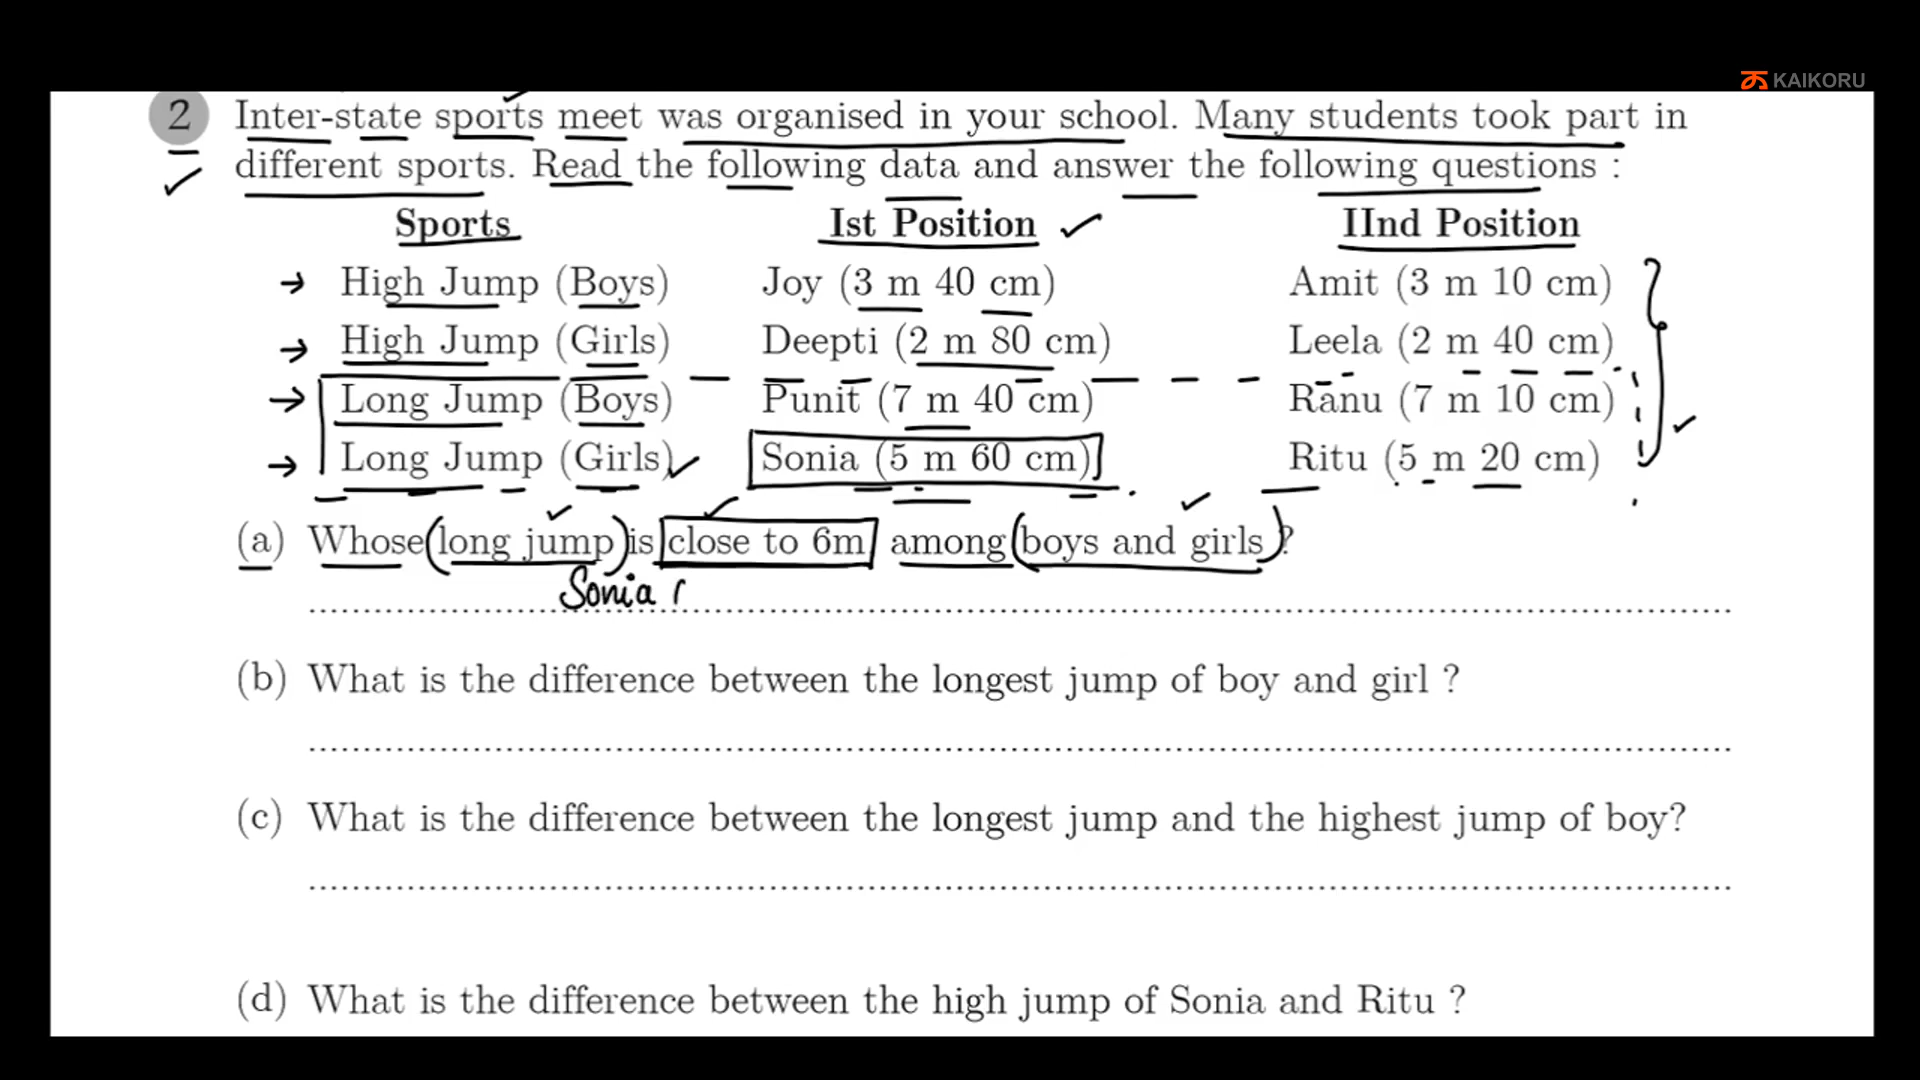 KAIKORU
2 Inter-state sports meet was organised in your school. Many students took part in
different sports. Read the following data and answer the following questions :
Sports Ist Position IInd Position
High Jump (Boys) Joy (3 m 40 cm) Amit (3 m 10 cm)
High Jump (Girls) Deepti (2 m 80 cm) Leela (2 m 40 cm)
Long Jump (Boys) Punit (7 m 40 cm) Ranu (7 m 10 cm)
Long Jump (Girls) Sonia (5 m 60 cm) Ritu (5 m 20 cm)
(a) Whose long jump is close to 6m among boys and girls ?
Sonia (
(b) What is the difference between the longest jump of boy and girl ?
(c) What is the difference between the longest jump and the highest jump of boy?
(d) What is the difference between the high jump of Sonia and Ritu ?